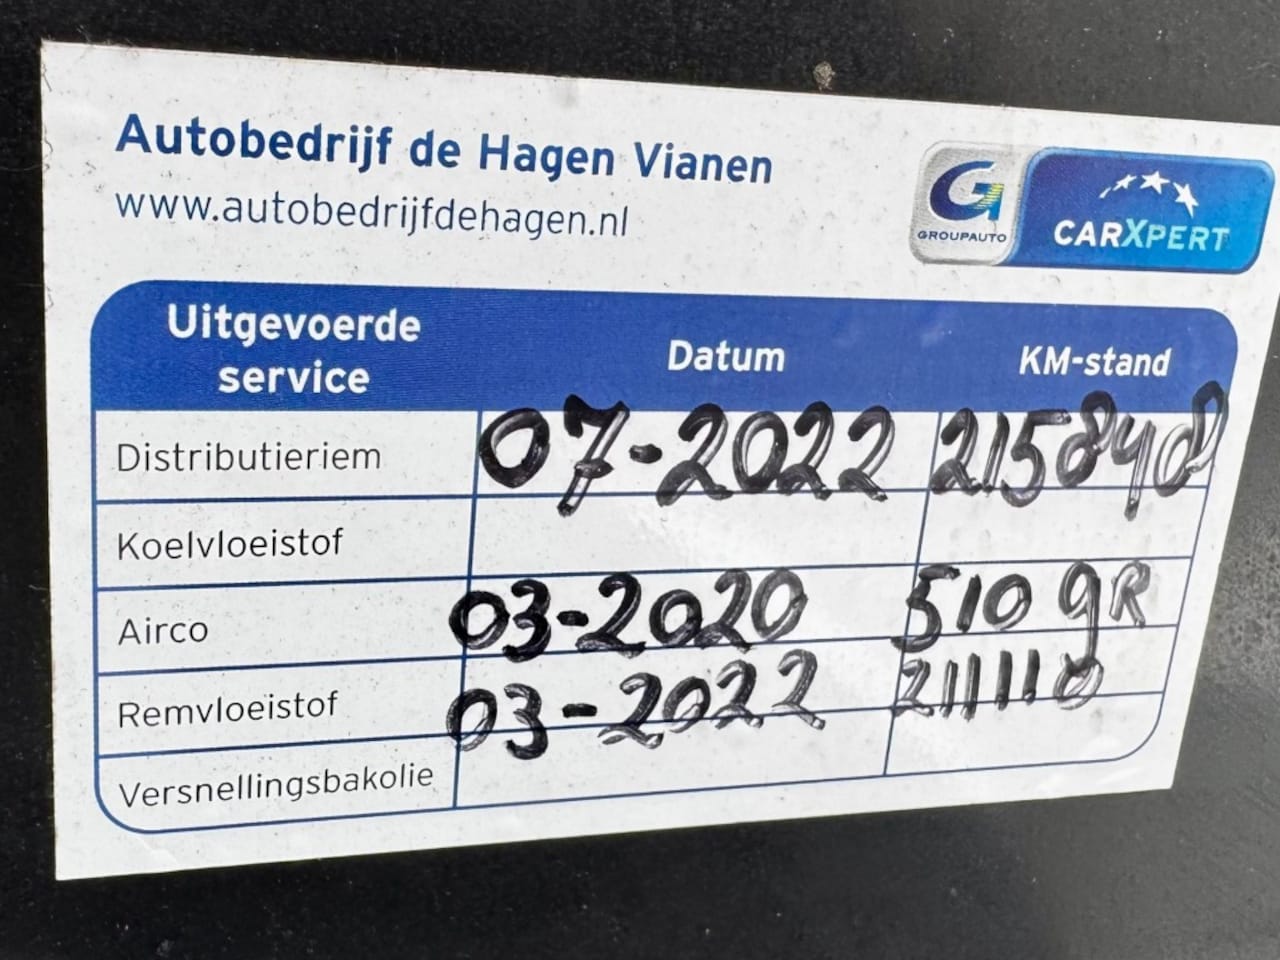 Autobedrijf de Hagen Vianen
www.autobedrijfdehagen.nl
GROUPAUTO
CARXPERT
Uitgevoerde service Datum KM-stand
Distributieriem 07-2022 215848
Koelvloeistof
Airco 03-2020 510 gR
Remvloeistof 03-2022 211110
Versnellingsbakolie